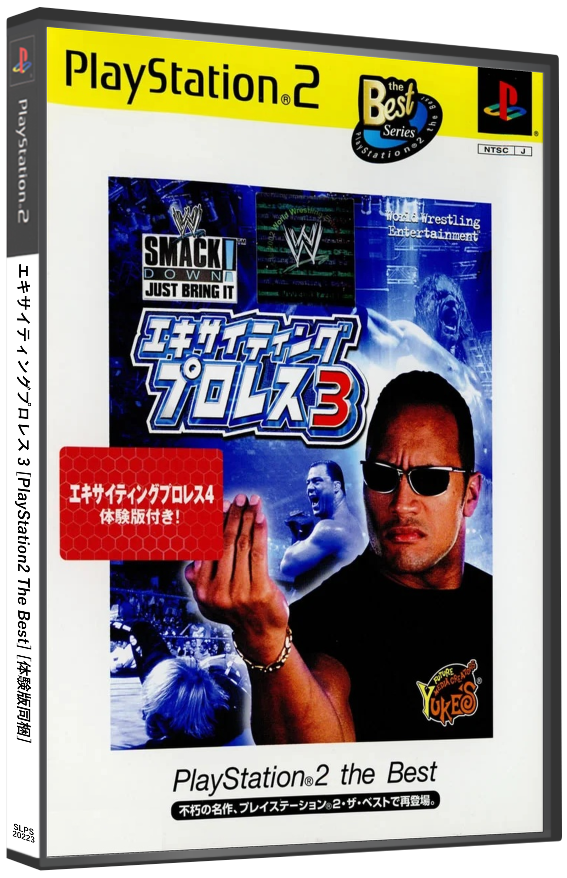 PlayStation®2
the
Best
Series
PlayStation®2 the Best
NTSC J
PlayStation®2
W
SMACK!
DOWN!™
JUST BRING IT
World Wrestling
Entertainment
エキサイティング
プロレス3
エキサイティングプロレス4
体験版付き!
エキサイティングプロレス 3 [PlayStation2 The Best] [体験版同梱]
FUTURE
MEDIA CREATORS
YUKE'S®
PlayStation®2 the Best
不朽の名作、プレイステーション®2・ザ・ベストで再登場。
SLPS
20223